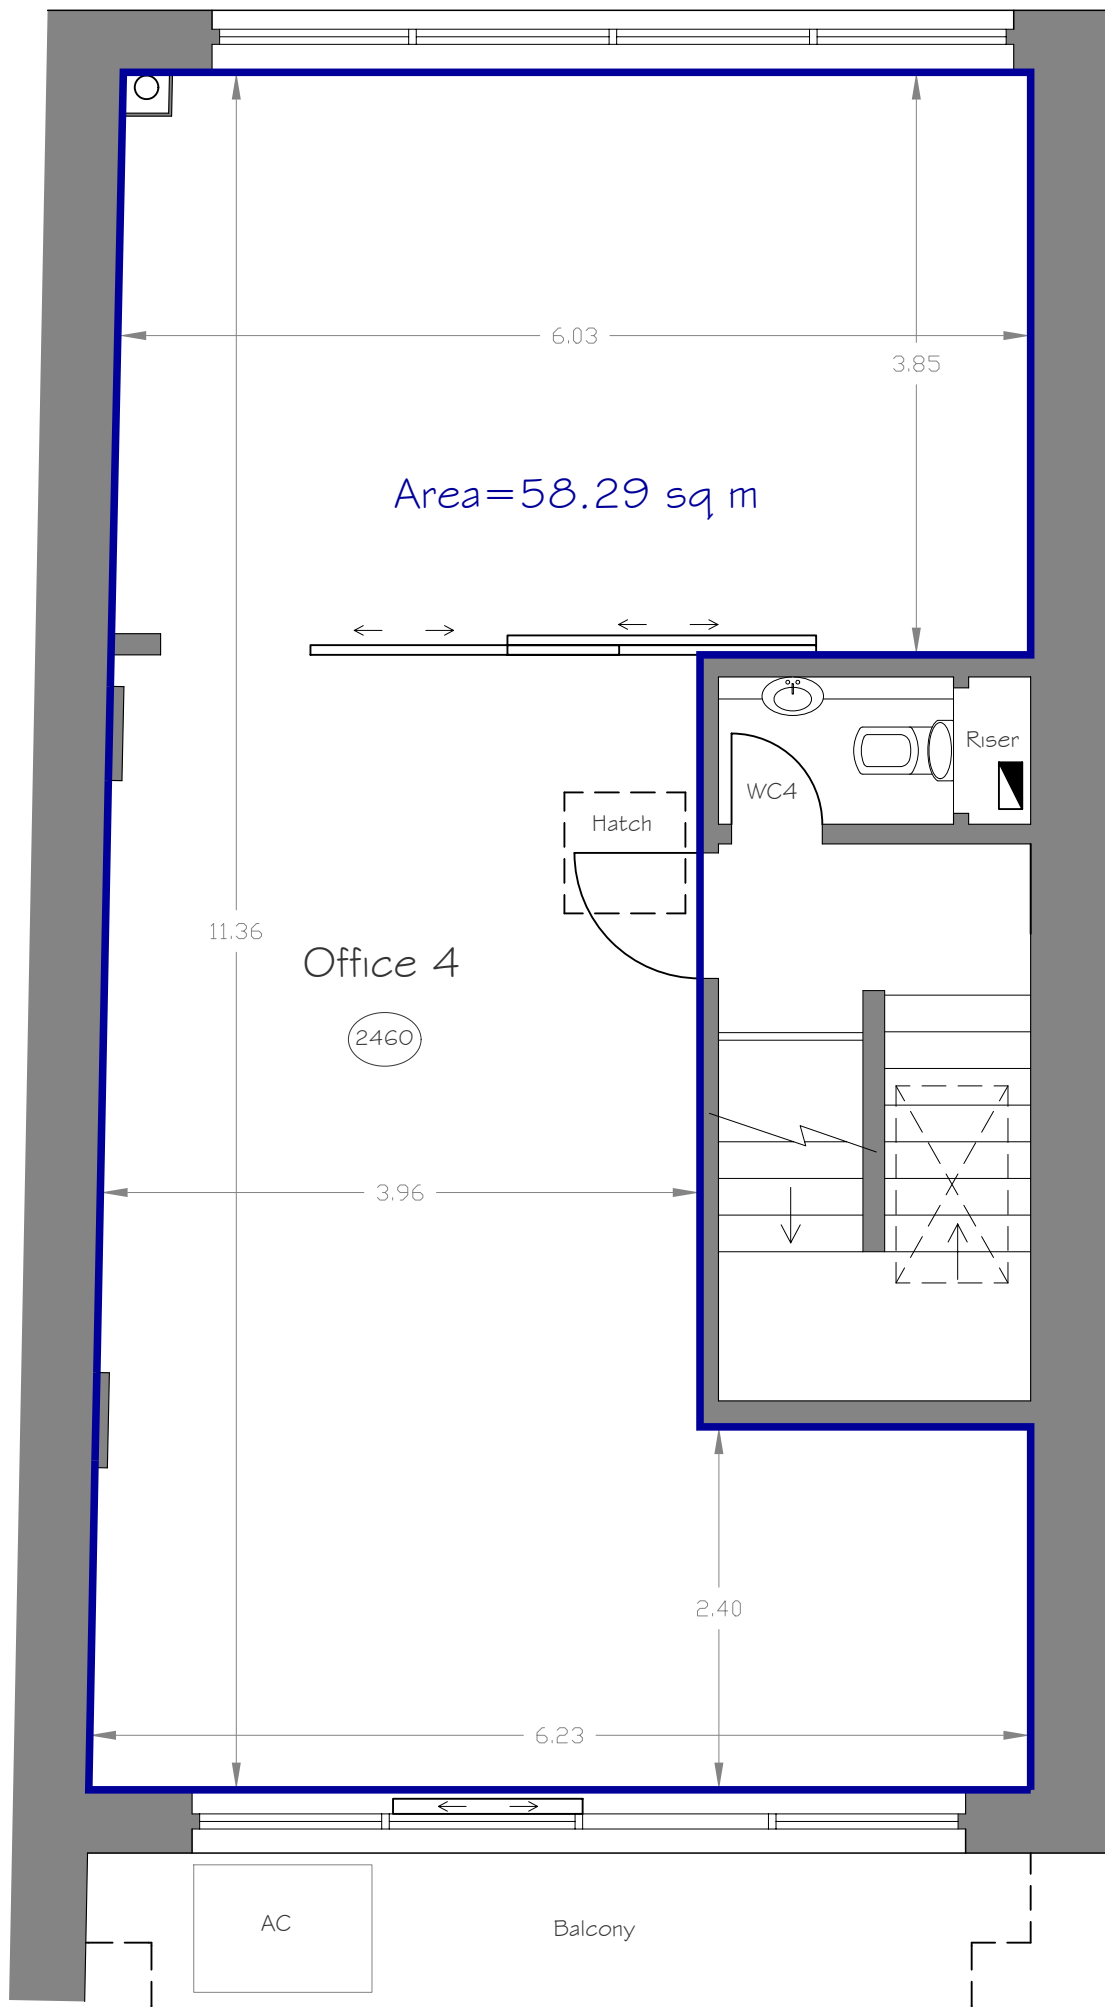 6.03
3.85
Area=58.29 sq m
Riser
WC4
Hatch
11.36
Office 4
2460
3.96
2.40
6.23
AC
Balcony